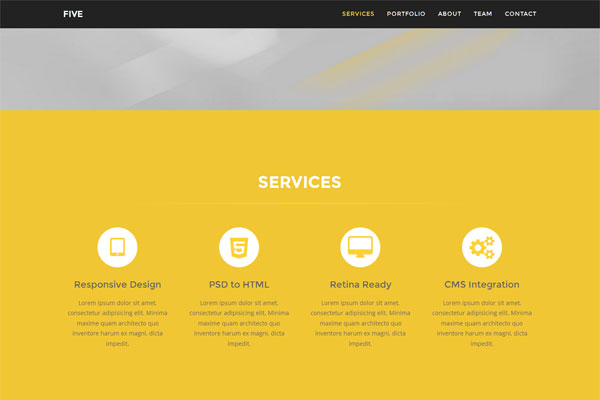 FIVE
SERVICES PORTFOLIO ABOUT TEAM CONTACT
SERVICES
Responsive Design
Lorem ipsum dolor sit amet,
consectetur adipisicing elit. Minima
maxime quam architecto quo
inventore harum ex magni, dicta
impedit.
PSD to HTML
Lorem ipsum dolor sit amet,
consectetur adipisicing elit. Minima
maxime quam architecto quo
inventore harum ex magni, dicta
impedit.
Retina Ready
Lorem ipsum dolor sit amet,
consectetur adipisicing elit. Minima
maxime quam architecto quo
inventore harum ex magni, dicta
impedit.
CMS Integration
Lorem ipsum dolor sit amet,
consectetur adipisicing elit. Minima
maxime quam architecto quo
inventore harum ex magni, dicta
impedit.